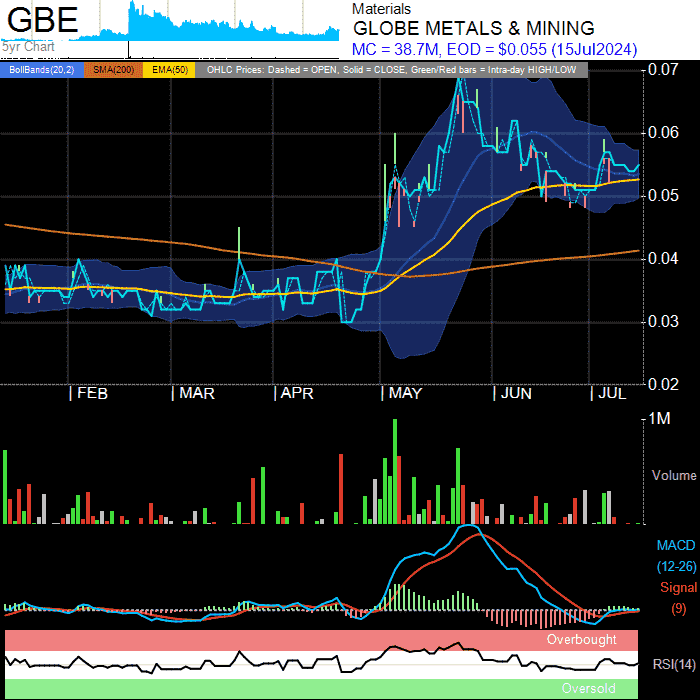 GBE
5yr Chart
Materials
GLOBE METALS & MINING
MC = 38.7M, EOD = $0.055 (15Jul2024)
BollBands(20,2) SMA(200) EMA(50) OHLC Prices: Dashed = OPEN, Solid = CLOSE, Green/Red bars = Intra-day HIGH/LOW
0.07
0.06
0.05
0.04
0.03
0.02
| FEB | MAR | APR | MAY | JUN | JUL
1M
Volume
MACD
(12-26)
Signal
(9)
Overbought
RSI(14)
Oversold